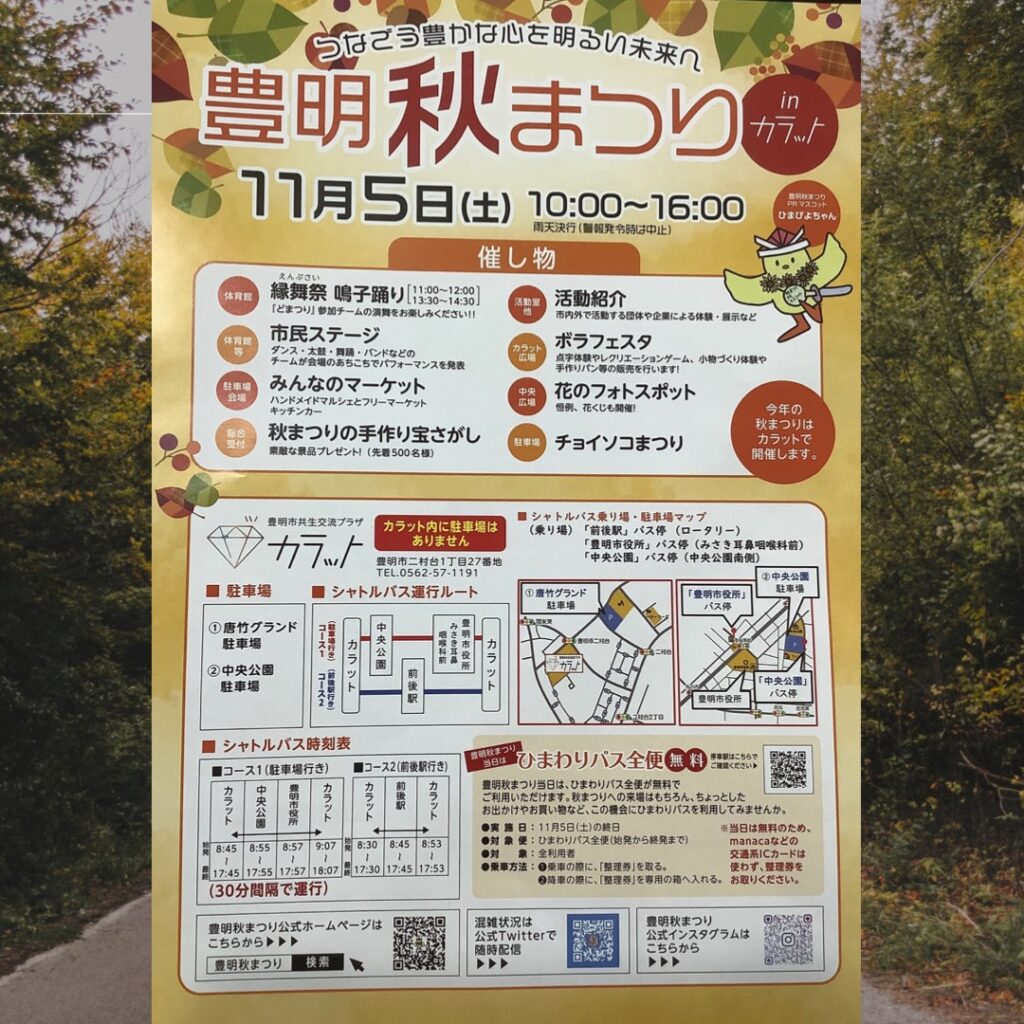 つなごう豊かな心を明るい未来へ
豊明秋まつり
in
カラット
11月5日(土) 10:00～16:00
雨天決行(警報発令時は中止)
豊明秋まつり
PRマスコット
ひまぴよちゃん
催し物
体育館
えんぶさい
縁舞祭 鳴子踊り
11:00～12:00
13:30～14:30
「どまつり」参加チームの演舞をお楽しみください!!
体育館
等
市民ステージ
ダンス・太鼓・舞踊・バンドなどの
チームが会場のあちこちでパフォーマンスを発表
駐車場
会場
みんなのマーケット
ハンドメイドマルシェとフリーマーケット
キッチンカー
総合
受付
秋まつりの手作り宝さがし
素敵な景品プレゼント!(先着500名様)
活動室
他
活動紹介
市内外で活動する団体や企業による体験・展示など
カラット
広場
ボラフェスタ
点字体験やレクリエーションゲーム、小物づくり体験や
手作りパン等の販売を行います!
中央
広場
花のフォトスポット
恒例、花くじも開催!
駐車場
チョイソコまつり
今年の
秋まつりは
カラットで
開催します。
豊明市共生交流プラザ
カラット
カラット内に駐車場は
ありません
豊明市二村台1丁目27番地
TEL.0562-57-1191
■ シャトルバス乗り場・駐車場マップ
(乗り場) 「前後駅」バス停 (ロータリー)
「豊明市役所」バス停(みさき耳鼻咽喉科前)
「中央公園」バス停(中央公園南側)
■ 駐車場
①唐竹グランド
駐車場
②中央公園
駐車場
■ シャトルバス運行ルート
(駐車場行き)
コース1
(前後駅行き)
コース2
カラット
中央公園
前後駅
豊明市役所
みさき耳鼻
咽喉科前
カラット
①唐竹グランド
駐車場
P
豊明市二村台
二村台
カラット
二村台2丁目
②中央公園
駐車場
「豊明市役所」
バス停
P
「中央公園」
バス停
豊明市役所
■ シャトルバス時刻表
■コース1(駐車場行き)
カラット 中央公園 豊明市役所 カラット
始発 8:45 8:55 8:57 9:07
～ ～ ～ ～
最終 17:45 17:55 17:57 18:07
■コース2(前後駅行き)
カラット 前後駅 カラット
始発 8:30 8:45 8:53
～ ～ ～
最終 17:30 17:45 17:53
(30分間隔で運行)
豊明秋まつり
当日は
ひまわりバス全便無料
停車駅はこちらで
ご確認ください▶
豊明秋まつり当日は、ひまわりバス全便が無料で
ご利用いただけます。秋まつりへの来場はもちろん、ちょっとした
お出かけやお買い物など、この機会にひまわりバスを利用してみませんか。
●実施日：11月5日(土)の終日
●対象便：ひまわりバス全便(始発から終発まで)
●対象：全利用者
●乗車方法：❶乗車の際に、「整理券」を取る。
❷降車の際に、「整理券」を専用の箱へ入れる。
※当日は無料のため、
manacaなどの
交通系ICカードは
使わず、整理券を
お取りください。
豊明秋まつり公式ホームページは
こちらから▶▶▶
豊明秋まつり 検索
混雑状況は
公式Twitterで
随時配信
▶▶▶
豊明秋まつり
公式インスタグラムは
こちらから
▶▶▶